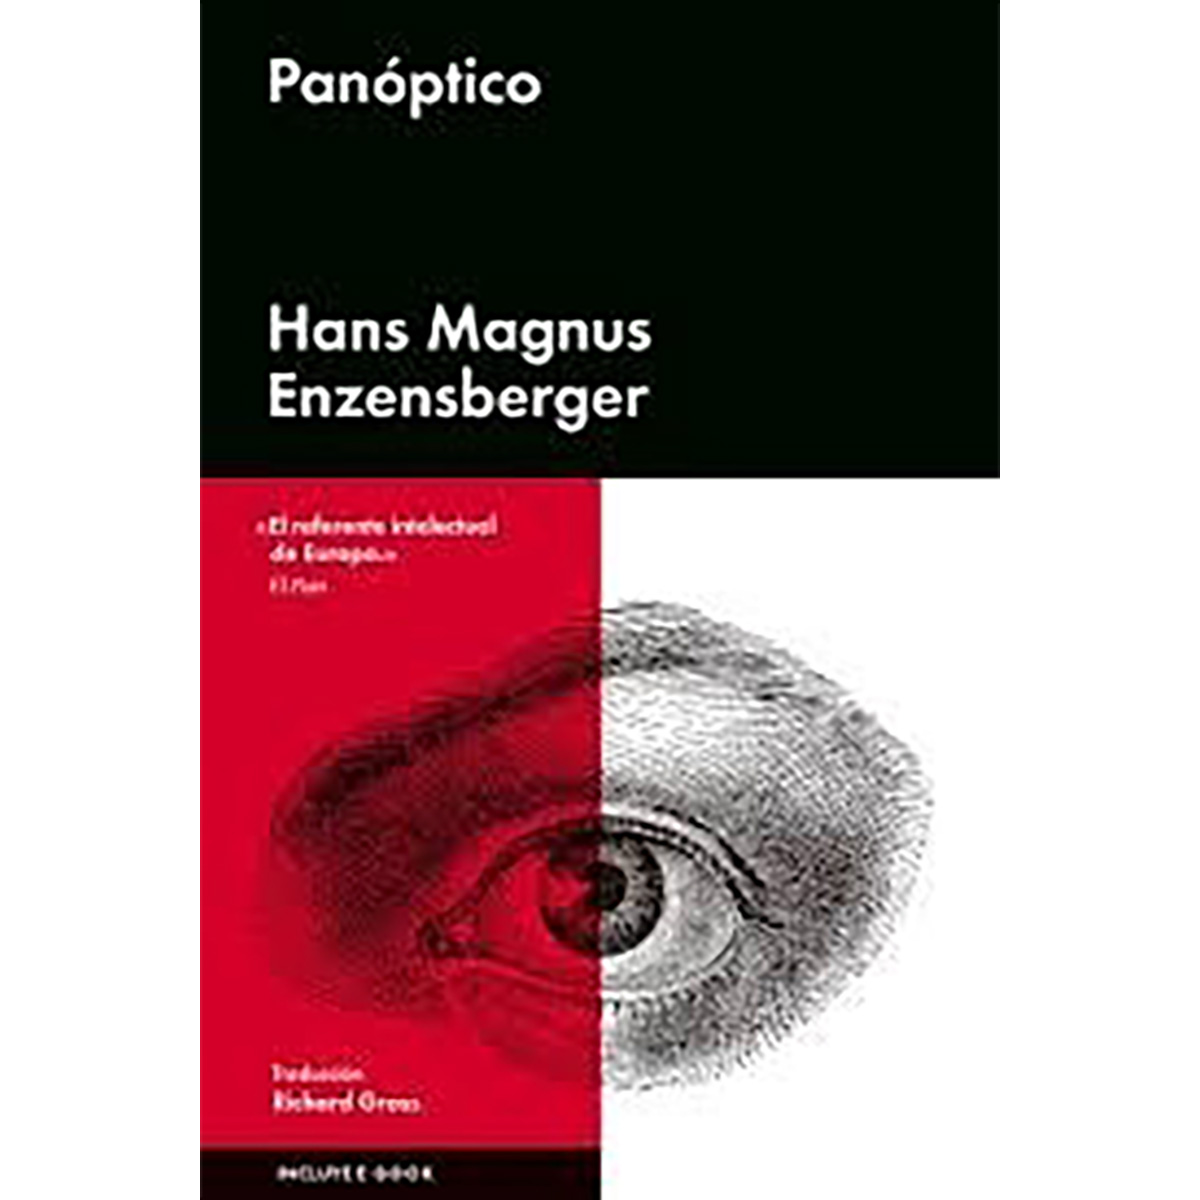 Panóptico
Hans Magnus
Enzensberger
«El referente intelectual
de Europa.»
El País
Traducción
Richard Gross
INCLUYE E-BOOK